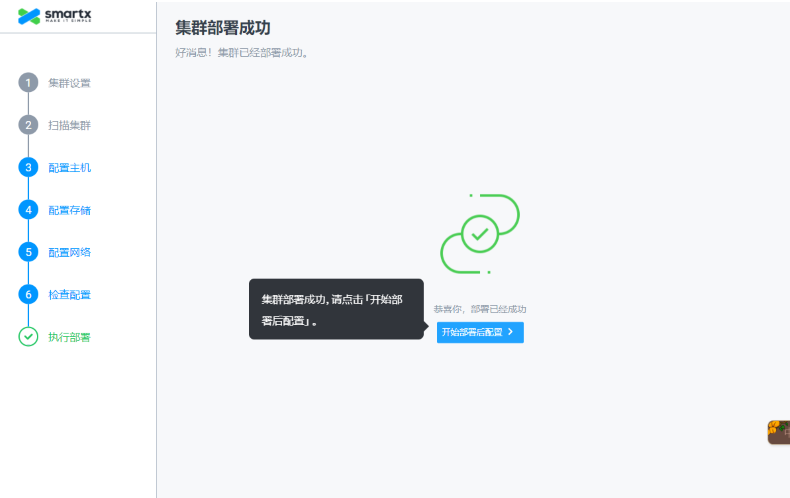 smartx
MAKE IT SIMPLE
集群部署成功
好消息！集群已经部署成功。
1 集群设置
2 扫描集群
3 配置主机
4 配置存储
5 配置网络
6 检查配置
执行部署
集群部署成功，请点击「开始部
署后配置」。
恭喜你，部署已经成功
开始部署后配置